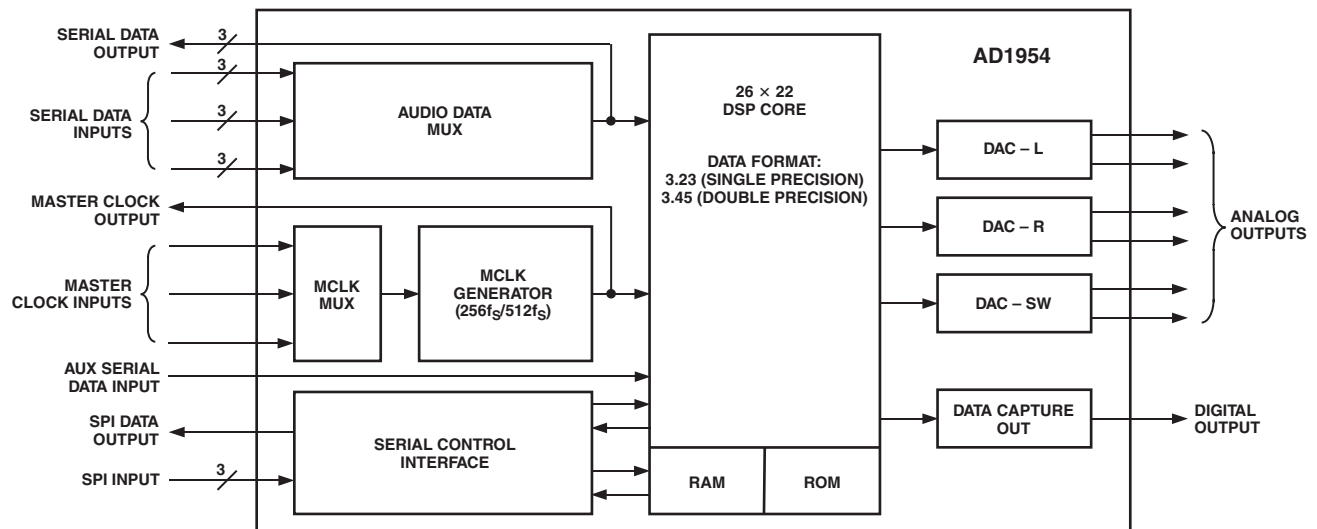 SERIAL DATA
OUTPUT
3
3
SERIAL DATA
INPUTS
3
3
AUDIO DATA
MUX
MASTER CLOCK
OUTPUT
MASTER
CLOCK INPUTS
MCLK
MUX
MCLK
GENERATOR
(256fS/512fS)
AUX SERIAL
DATA INPUT
SPI DATA
OUTPUT
SPI INPUT
3
SERIAL CONTROL
INTERFACE
26 × 22
DSP CORE
DATA FORMAT:
3.23 (SINGLE PRECISION)
3.45 (DOUBLE PRECISION)
RAM
ROM
AD1954
DAC – L
DAC – R
DAC – SW
ANALOG
OUTPUTS
DATA CAPTURE
OUT
DIGITAL
OUTPUT